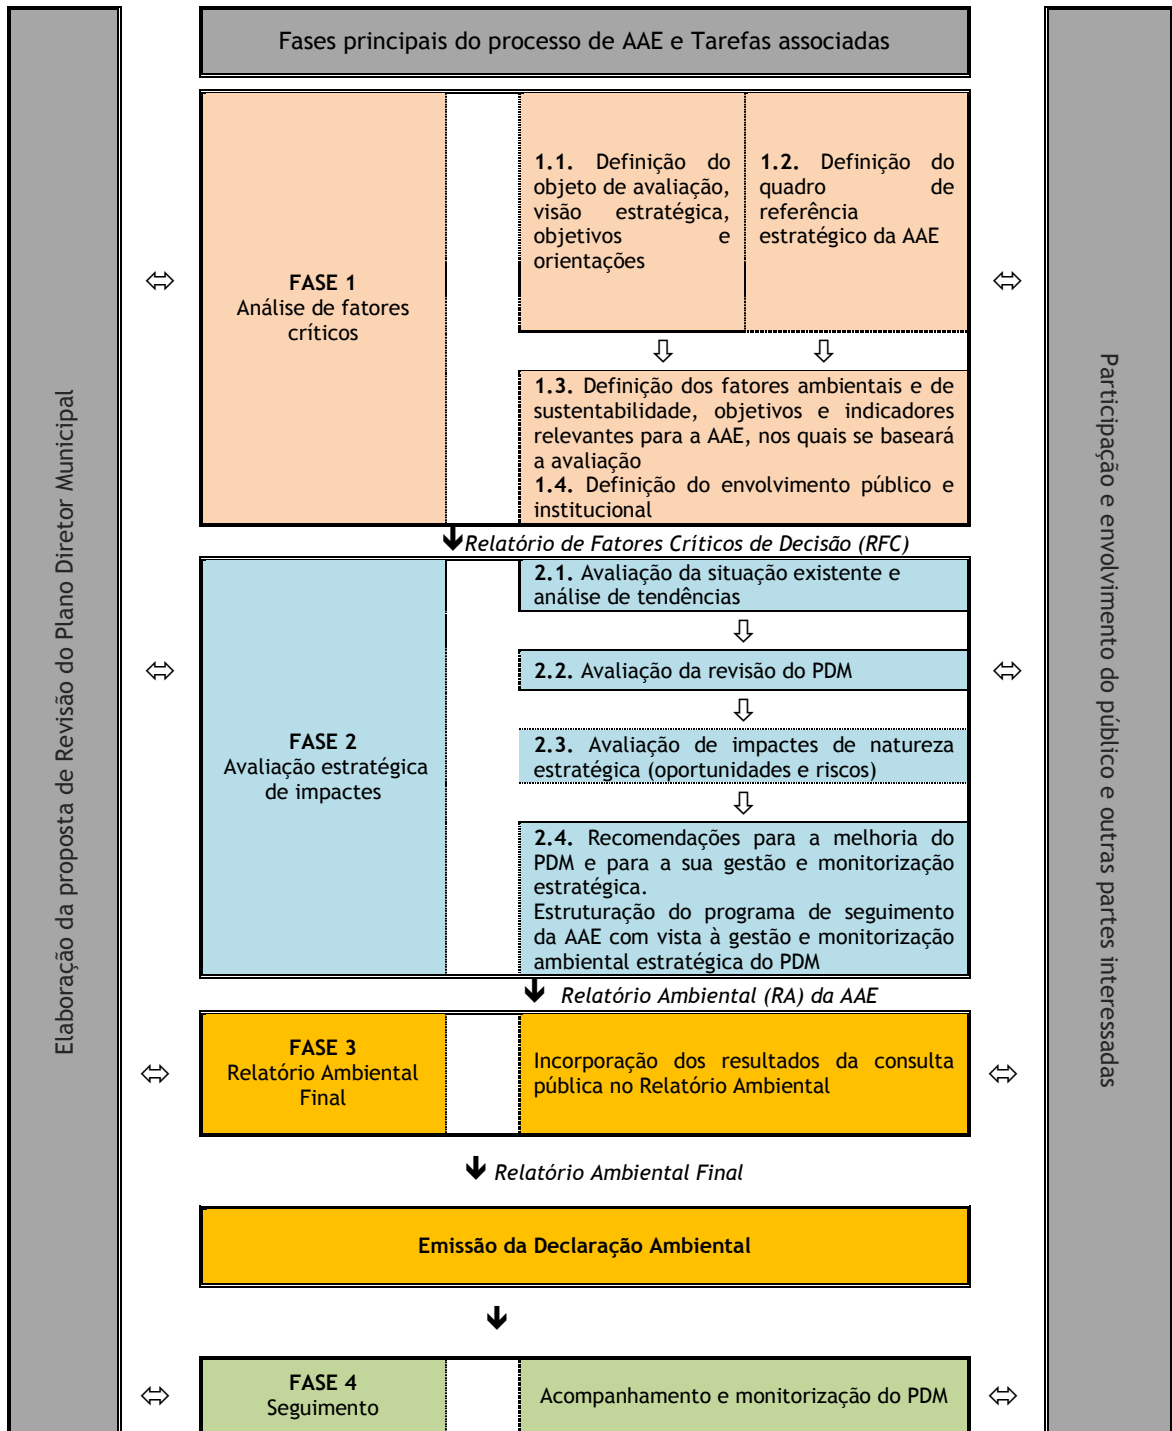 Fases principais do processo de AAE e Tarefas associadas
Elaboração da proposta de Revisão do Plano Diretor Municipal
FASE 1
Análise de fatores
críticos
1.1. Definição do
objeto de avaliação,
visão estratégica,
objetivos e
orientações
1.2. Definição do
quadro de
referência
estratégico da AAE
1.3. Definição dos fatores ambientais e de
sustentabilidade, objetivos e indicadores
relevantes para a AAE, nos quais se baseará
a avaliação
1.4. Definição do envolvimento público e
institucional
Relatório de Fatores Críticos de Decisão (RFC)
FASE 2
Avaliação estratégica
de impactes
2.1. Avaliação da situação existente e
análise de tendências
2.2. Avaliação da revisão do PDM
2.3. Avaliação de impactes de natureza
estratégica (oportunidades e riscos)
2.4. Recomendações para a melhoria do
PDM e para a sua gestão e monitorização
estratégica.
Estruturação do programa de seguimento
da AAE com vista à gestão e monitorização
ambiental estratégica do PDM
Relatório Ambiental (RA) da AAE
FASE 3
Relatório Ambiental
Final
Incorporação dos resultados da consulta
pública no Relatório Ambiental
Relatório Ambiental Final
Emissão da Declaração Ambiental
FASE 4
Seguimento
Acompanhamento e monitorização do PDM
Participação e envolvimento do público e outras partes interessadas